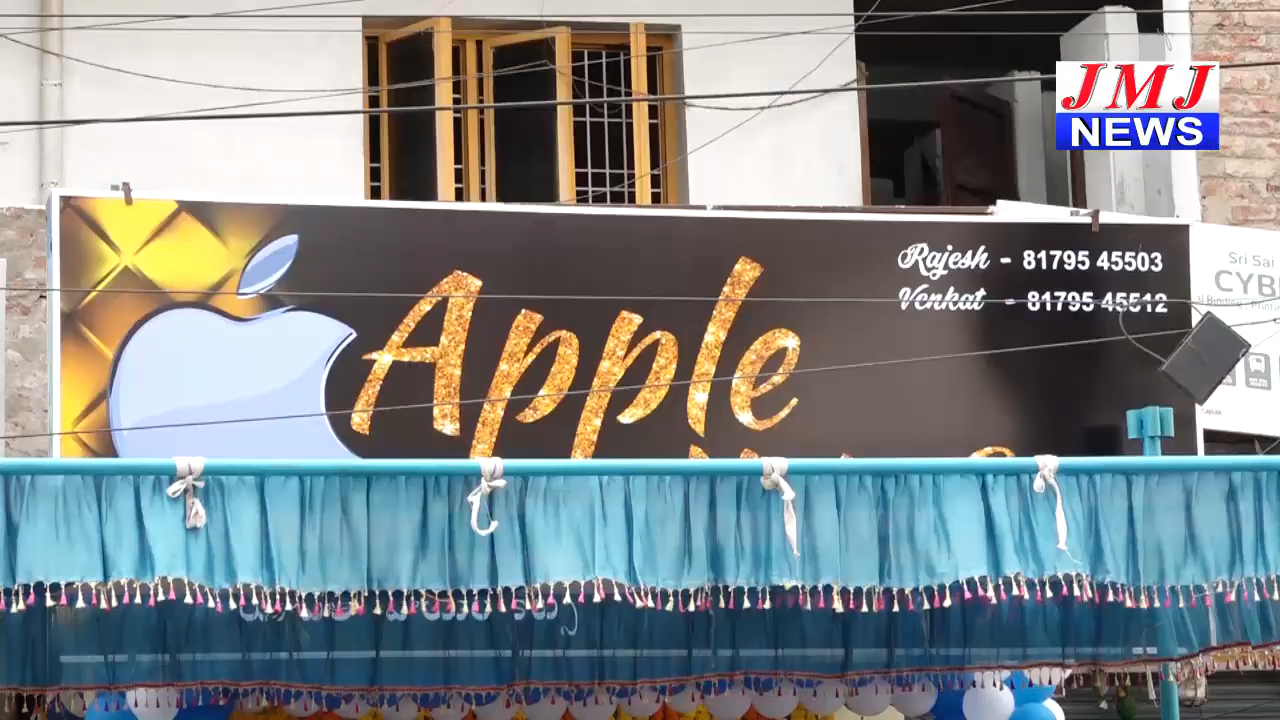 JMJ
NEWS
Rajesh - 81795 45503
Venkat - 81795 45512
Apple
Sri Sai
CYB